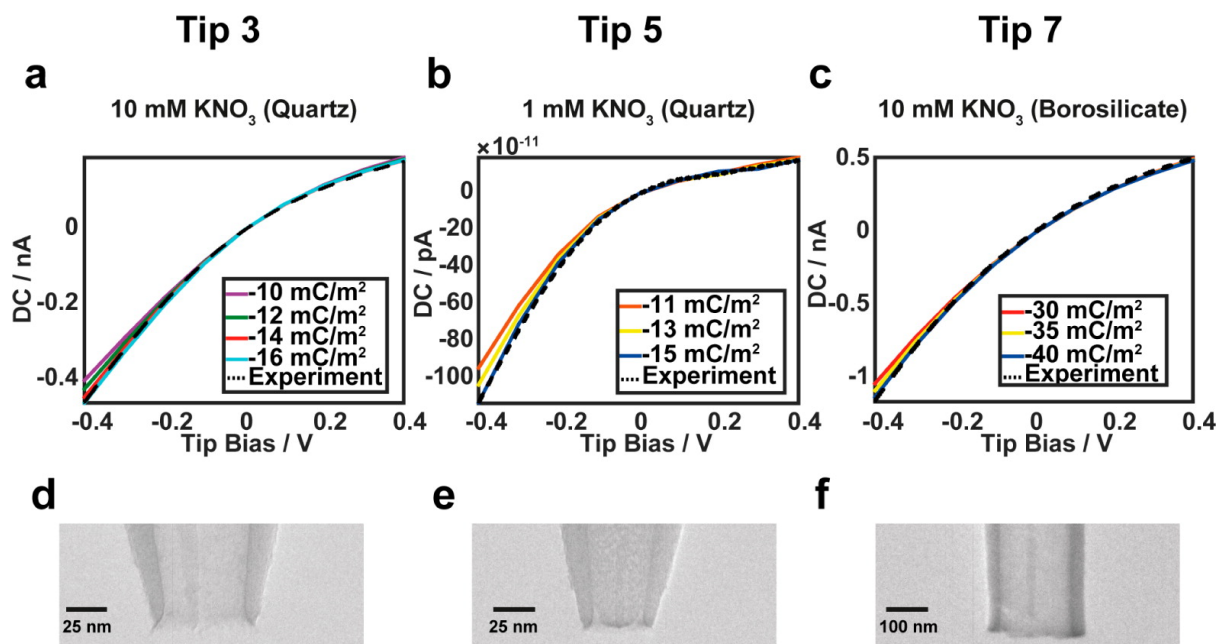 Tip 3
Tip 5
Tip 7
a
b
c
10 mM KNO₃ (Quartz)
1 mM KNO₃ (Quartz)
10 mM KNO₃ (Borosilicate)
DC / nA
0
-0.2
-0.4
-10 mC/m²
-12 mC/m²
-14 mC/m²
-16 mC/m²
Experiment
-0.4
-0.2
0
0.2
0.4
Tip Bias / V
×10⁻¹¹
DC / pA
0
-20
-40
-60
-80
-100
-11 mC/m²
-13 mC/m²
-15 mC/m²
Experiment
-0.4
-0.2
0
0.2
0.4
Tip Bias / V
DC / nA
0.5
0
-0.5
-1
-30 mC/m²
-35 mC/m²
-40 mC/m²
Experiment
-0.4
-0.2
0
0.2
0.4
Tip Bias / V
d
e
f
25 nm
25 nm
100 nm